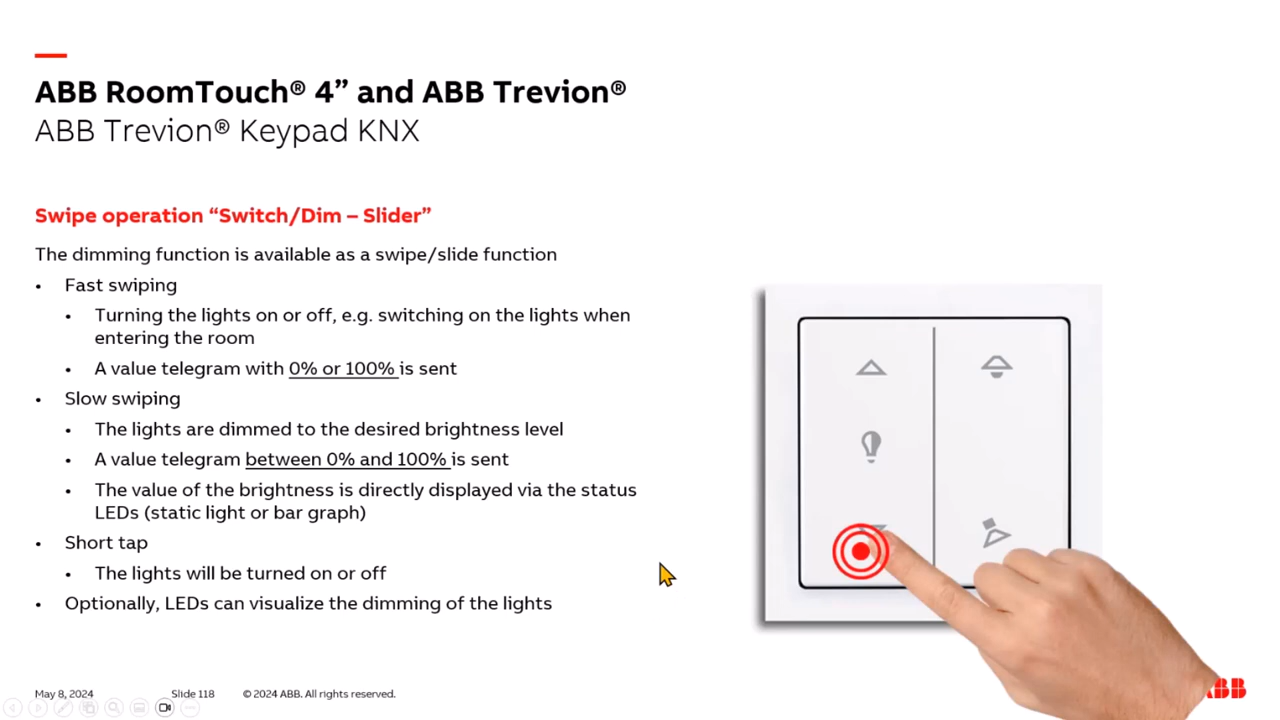 ABB RoomTouch® 4” and ABB Trevion®
ABB Trevion® Keypad KNX
Swipe operation “Switch/Dim – Slider”
The dimming function is available as a swipe/slide function
• Fast swiping
• Turning the lights on or off, e.g. switching on the lights when
entering the room
• A value telegram with 0% or 100% is sent
• Slow swiping
• The lights are dimmed to the desired brightness level
• A value telegram between 0% and 100% is sent
• The value of the brightness is directly displayed via the status
LEDs (static light or bar graph)
• Short tap
• The lights will be turned on or off
• Optionally, LEDs can visualize the dimming of the lights
May 8, 2024 Slide 118 © 2024 ABB. All rights reserved.
ABB